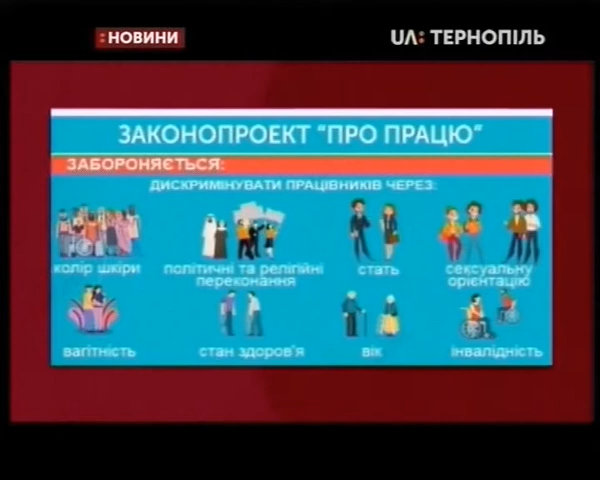 :НОВИНИ
UA: ТЕРНОПІЛЬ
ЗАКОНОПРОЕКТ "ПРО ПРАЦЮ"
ЗАБОРОНЯЄТЬСЯ:
ДИСКРИМІНУВАТИ ПРАЦІВНИКІВ ЧЕРЕЗ:
колір шкіри
політичні та релігійні
переконання
стать
сексуальну
орієнтацію
вагітність
стан здоров'я
вік
інвалідність